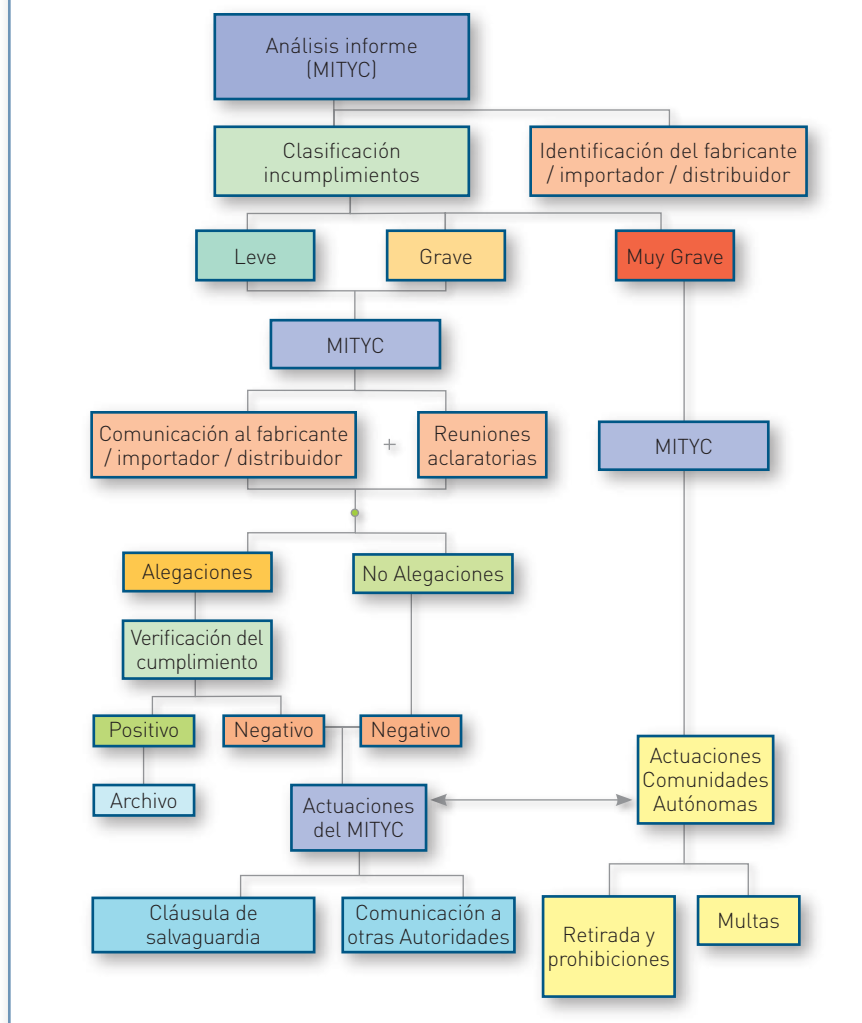 Análisis informe
(MITYC)
Clasificación
incumplimientos
Identificación del fabricante
/ importador / distribuidor
Leve
Grave
Muy Grave
MITYC
Comunicación al fabricante
/ importador / distribuidor
+
Reuniones
aclaratorias
MITYC
Alegaciones
No Alegaciones
Verificación del
cumplimiento
Positivo
Negativo
Negativo
Archivo
Actuaciones
del MITYC
Actuaciones
Comunidades
Autónomas
Cláusula de
salvaguardia
Comunicación a
otras Autoridades
Retirada y
prohibiciones
Multas